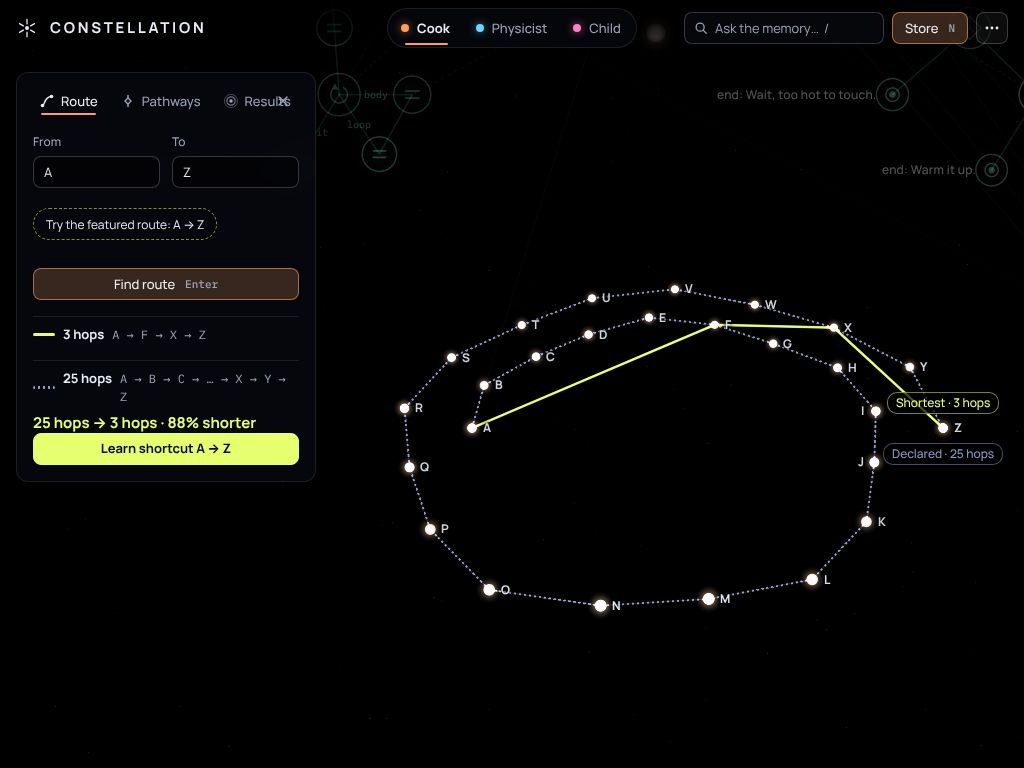 CONSTELLATION
Cook
Physicist
Child
Ask the memory… /
Store N
Route
Pathways
Results
From
To
A
Z
Try the featured route: A → Z
Find route Enter
3 hops A → F → X → Z
25 hops A → B → C → … → X → Y →
Z
25 hops → 3 hops · 88% shorter
Learn shortcut A → Z
body
loop
it
end: Wait, too hot to touch.
end: Warm it up.
V
U
W
E
T
F
X
D
G
S
C
H
Y
B
Shortest · 3 hops
R
I
A
Z
Declared · 25 hops
J
Q
K
P
L
O
M
N